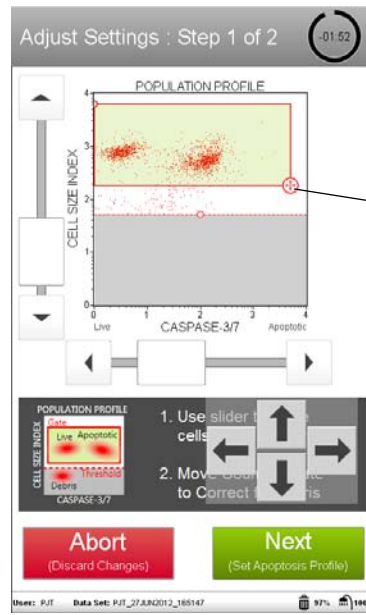 Adjust Settings : Step 1 of 2
-01:52
POPULATION PROFILE
4
3
2
1
0
CELL SIZE INDEX
0 1 2 3 4
Live CASPASE-3/7 Apoptotic
POPULATION PROFILE
Gate
Live Apoptotic
Threshold
Debris
CELL SIZE INDEX
CASPASE-3/7
1. Use slider t
cells
2. Move
to Correct
Abort
(Discard Changes)
Next
(Set Apoptosis Profile)
User: PJT Data Set: PJT_27JUN2012_165147 97% 100